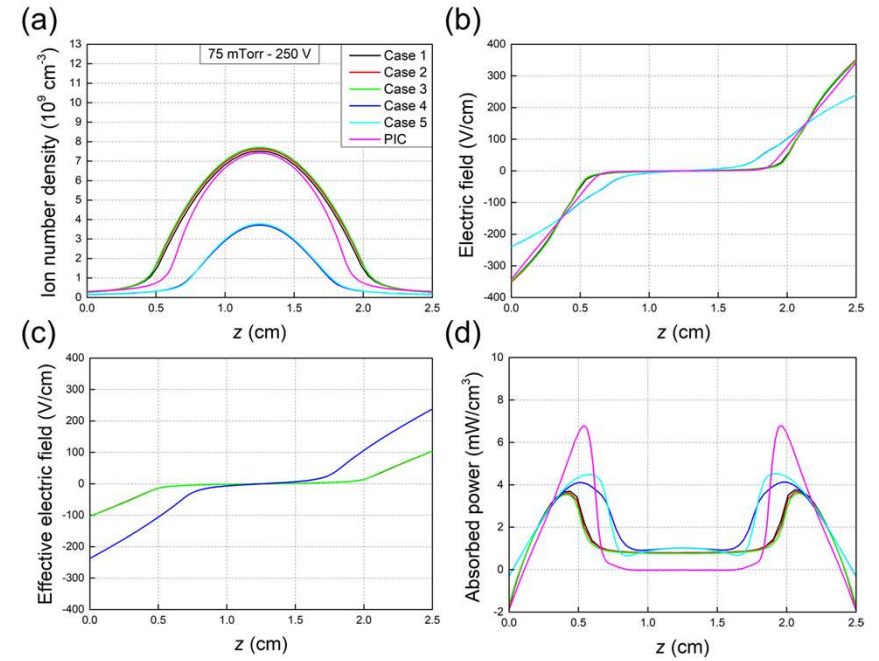 (a)
13
12
11
10
9
8
7
6
5
4
3
2
1
0
Ion number density (10⁹ cm⁻³)
75 mTorr - 250 V
Case 1
Case 2
Case 3
Case 4
Case 5
PIC
0.0 0.5 1.0 1.5 2.0 2.5
z (cm)
(b)
400
300
200
100
0
-100
-200
-300
-400
Electric field (V/cm)
0.0 0.5 1.0 1.5 2.0 2.5
z (cm)
(c)
400
300
200
100
0
-100
-200
-300
-400
Effective electric field (V/cm)
0.0 0.5 1.0 1.5 2.0 2.5
z (cm)
(d)
10
8
6
4
2
0
-2
Absorbed power (mW/cm³)
0.0 0.5 1.0 1.5 2.0 2.5
z (cm)